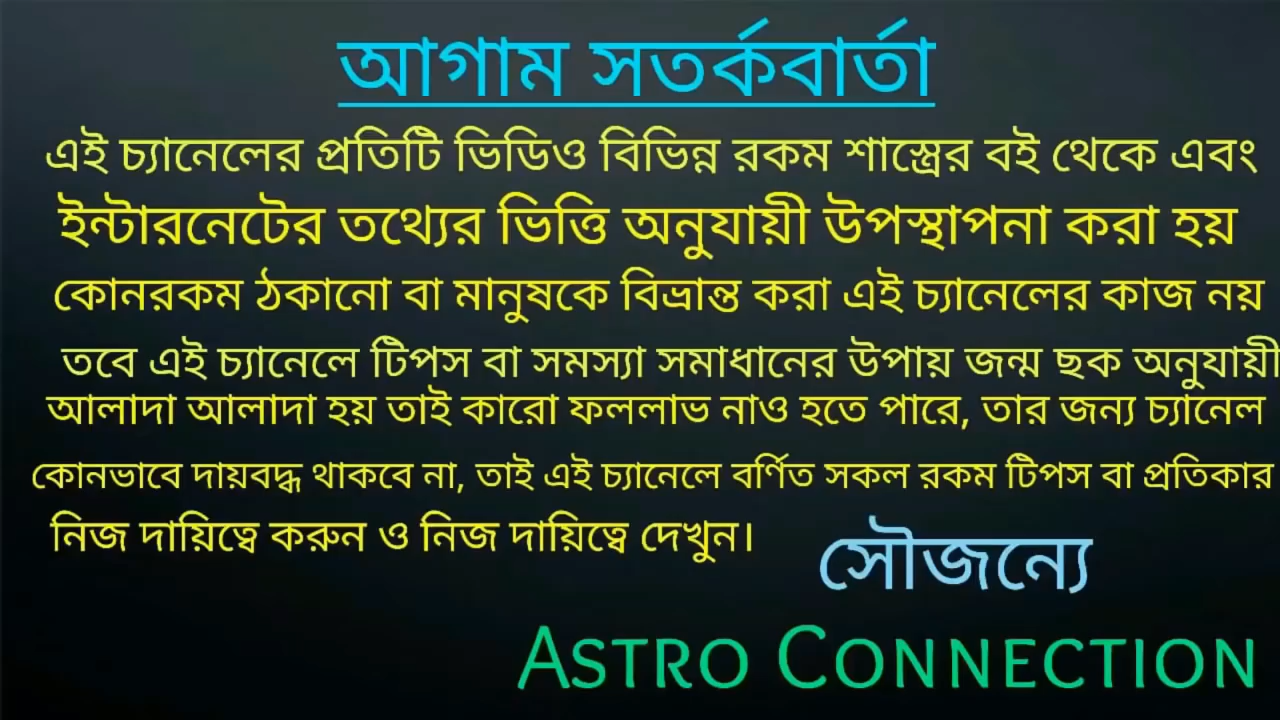 আগাম সতর্কবার্তা
এই চ্যানেলের প্রতিটি ভিডিও বিভিন্ন রকম শাস্ত্রের বই থেকে এবং
ইন্টারনেটের তথ্যের ভিত্তি অনুযায়ী উপস্থাপনা করা হয়
কোনরকম ঠকানো বা মানুষকে বিভ্রান্ত করা এই চ্যানেলের কাজ নয়
তবে এই চ্যানেলে টিপস বা সমস্যা সমাধানের উপায় জন্ম ছক অনুযায়ী
আলাদা আলাদা হয় তাই কারো ফললাভ নাও হতে পারে, তার জন্য চ্যানেল
কোনভাবে দায়বদ্ধ থাকবে না, তাই এই চ্যানেলে বর্ণিত সকল রকম টিপস বা প্রতিকার
নিজ দায়িত্বে করুন ও নিজ দায়িত্বে দেখুন।
সৌজন্যে
ASTRO CONNECTION